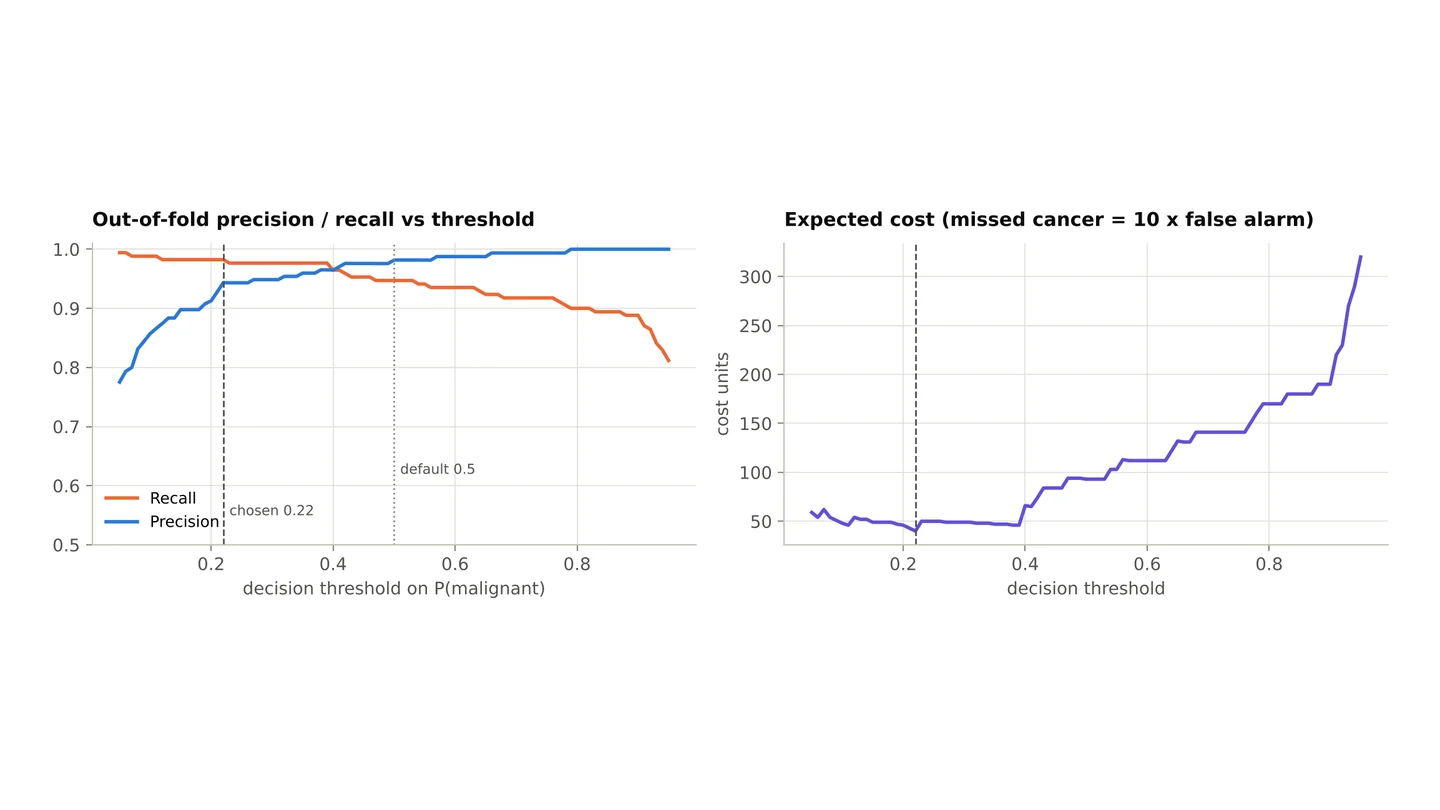 Out-of-fold precision / recall vs threshold
1.0
0.9
0.8
0.7
0.6
0.5
default 0.5
chosen 0.22
Recall
Precision
0.2
0.4
0.6
0.8
decision threshold on P(malignant)
Expected cost (missed cancer = 10 x false alarm)
cost units
300
250
200
150
100
50
0.2
0.4
0.6
0.8
decision threshold